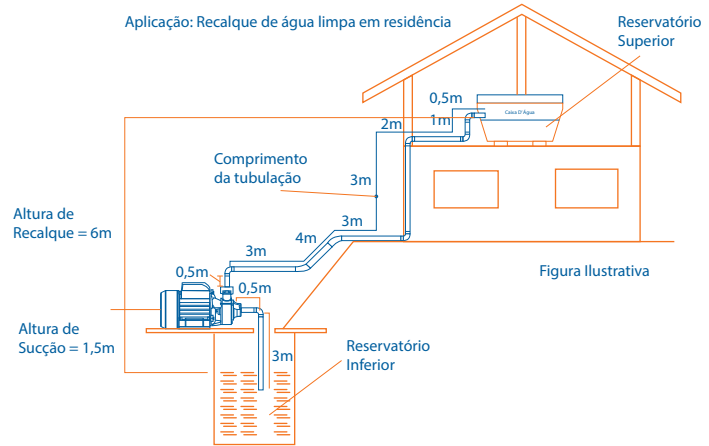 Aplicação: Recalque de água limpa em residência
Reservatório
Superior
0,5m
Caixa D'Água
1m
2m
Comprimento
da tubulação
3m
Altura de
Recalque = 6m
3m
4m
3m
0,5m
0,5m
Figura Ilustrativa
Altura de
Sucção = 1,5m
3m
Reservatório
Inferior